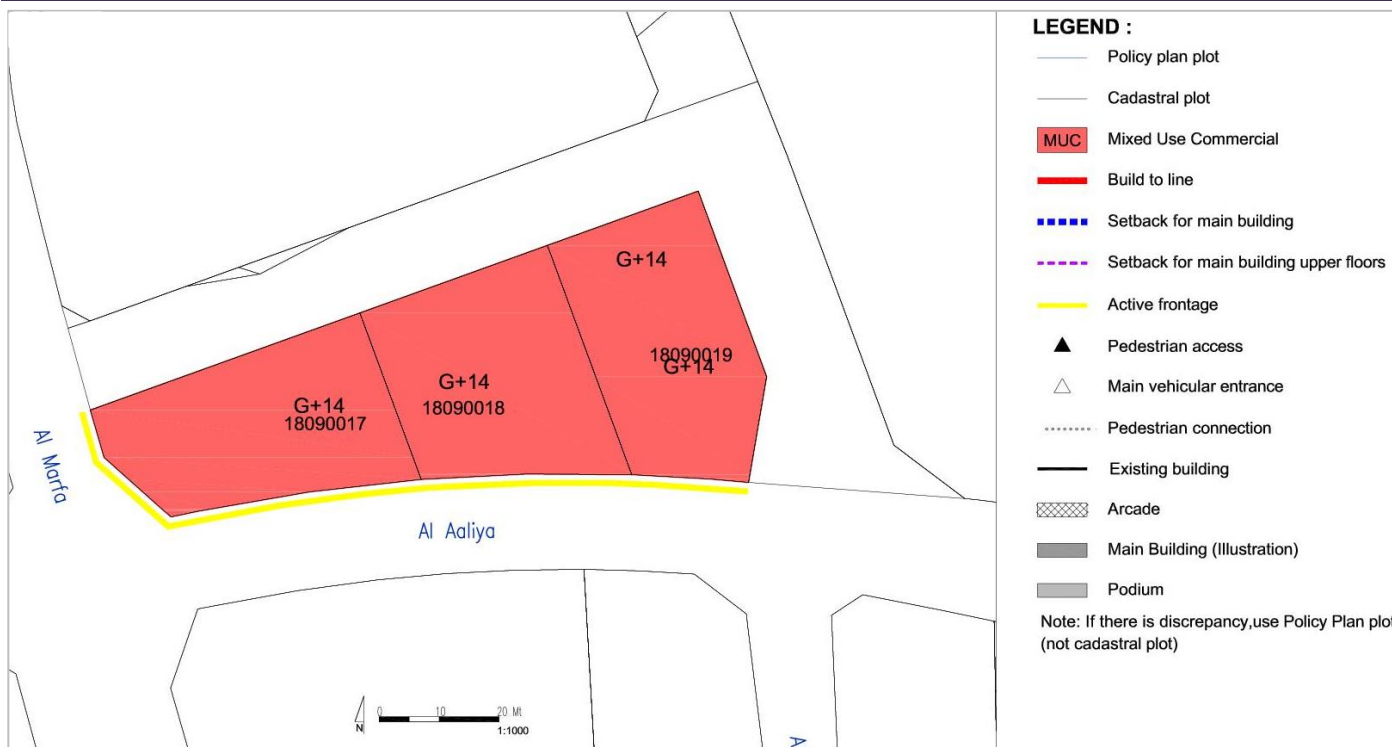 LEGEND :
Policy plan plot
Cadastral plot
MUC Mixed Use Commercial
Build to line
Setback for main building
Setback for main building upper floors
Active frontage
Pedestrian access
Main vehicular entrance
Pedestrian connection
Existing building
Arcade
Main Building (Illustration)
Podium
Note: If there is discrepancy,use Policy Plan plot
(not cadastral plot)
G+14
18090019
G+14
G+14
18090018
G+14
18090017
Al Marfa
Al Aaliya
N
0 10 20 Mt
1:1000
A